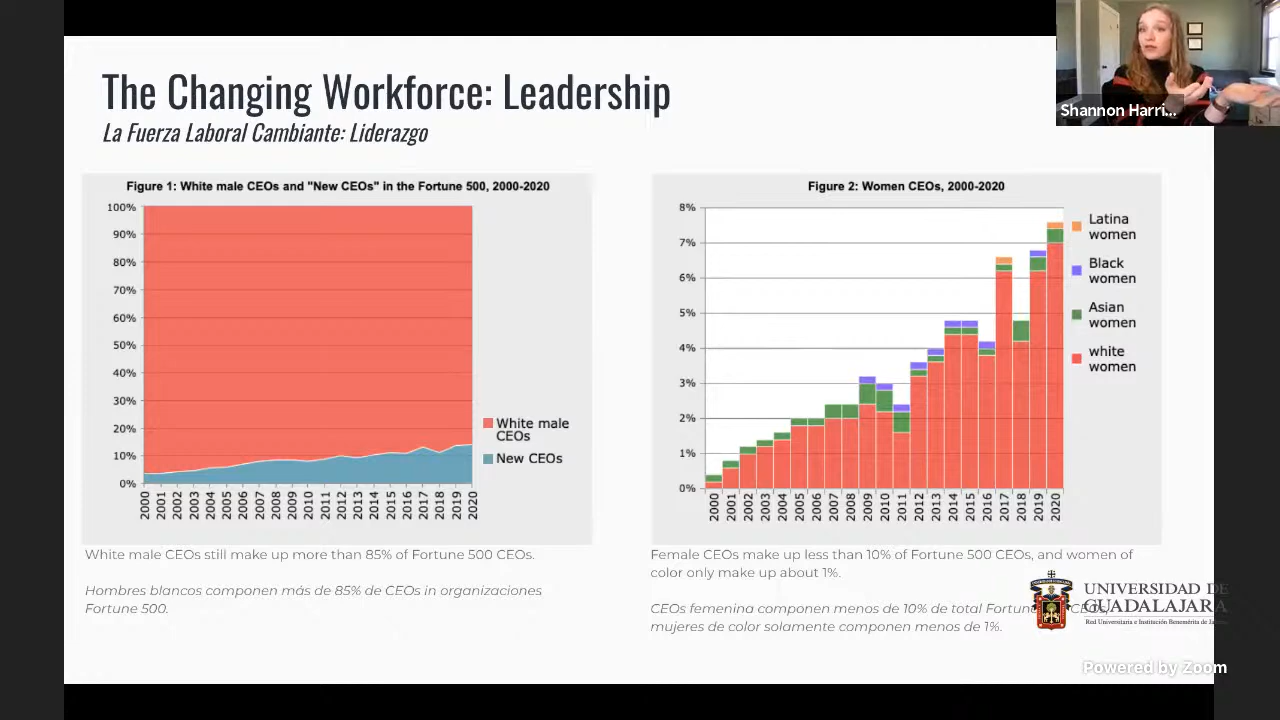 The Changing Workforce: Leadership
La Fuerza Laboral Cambiante: Liderazgo
Shannon Harri...
Figure 1: White male CEOs and "New CEOs" in the Fortune 500, 2000-2020
100%
90%
80%
70%
60%
50%
40%
30%
20%
10%
0%
2000 2001 2002 2003 2004 2005 2006 2007 2008 2009 2010 2011 2012 2013 2014 2015 2016 2017 2018 2019 2020
White male
CEOs
New CEOs
White male CEOs still make up more than 85% of Fortune 500 CEOs.
Hombres blancos componen más de 85% de CEOs in organizaciones
Fortune 500.
Figure 2: Women CEOs, 2000-2020
8%
7%
6%
5%
4%
3%
2%
1%
0%
2000 2001 2002 2003 2004 2005 2006 2007 2008 2009 2010 2011 2012 2013 2014 2015 2016 2017 2018 2019 2020
Latina
women
Black
women
Asian
women
white
women
Female CEOs make up less than 10% of Fortune 500 CEOs, and women of
color only make up about 1%.
CEOs femenina componen menos de 10% de total Fortune CEOs,
mujeres de color solamente componen menos de 1%.
UNIVERSIDAD DE
GUADALAJARA
Red Universitaria e Institución Benemérita de
Powered by Zoom